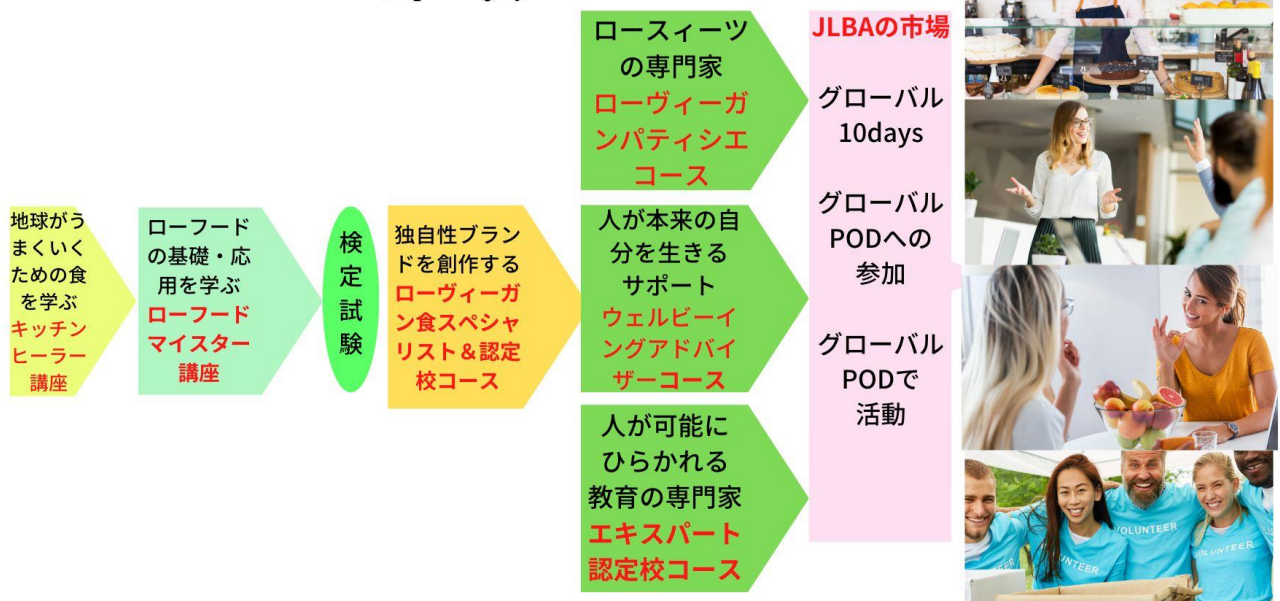 地球がう
まくいく
ための食
を学ぶ
キッチン
ヒーラー
講座
ローフード
の基礎・応
用を学ぶ
ローフード
マイスター
講座
検
定
試
験
独自性ブラン
ドを創作する
ローヴィーガ
ン食スペシャ
リスト＆認定
校コース
ロースィーツ
の専門家
ローヴィーガ
ンパティシエ
コース
人が本来の自
分を生きる
サポート
ウェルビーイ
ングアドバイ
ザーコース
人が可能に
ひらかれる
教育の専門家
エキスパート
認定校コース
JLBAの市場
グローバル
10days
グローバル
PODへの
参加
グローバル
PODで
活動
VOLUNTEER
VOLUNTEER